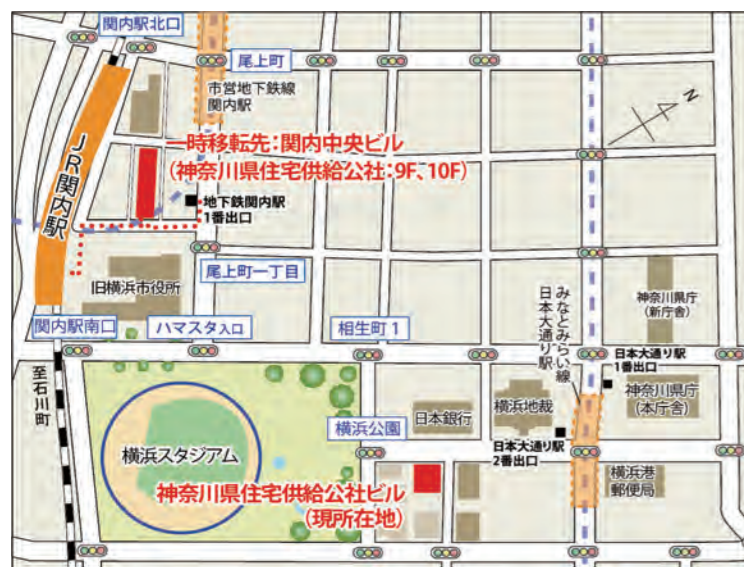 関内駅北口
尾上町
市営地下鉄線
関内駅
N
一時移転先：関内中央ビル
（神奈川県住宅供給公社：9F、10F）
JR関内駅
地下鉄関内駅
1番出口
尾上町一丁目
旧横浜市役所
神奈川県庁
（新庁舎）
関内駅南口
ハマスタ入口
相生町１
みなとみらい線
日本大通り駅
日本大通り駅
1番出口
至石川町
神奈川県庁
（本庁舎）
横浜地裁
日本銀行
横浜公園
日本大通り駅
2番出口
横浜スタジアム
横浜港
郵便局
神奈川県住宅供給公社ビル
（現所在地）